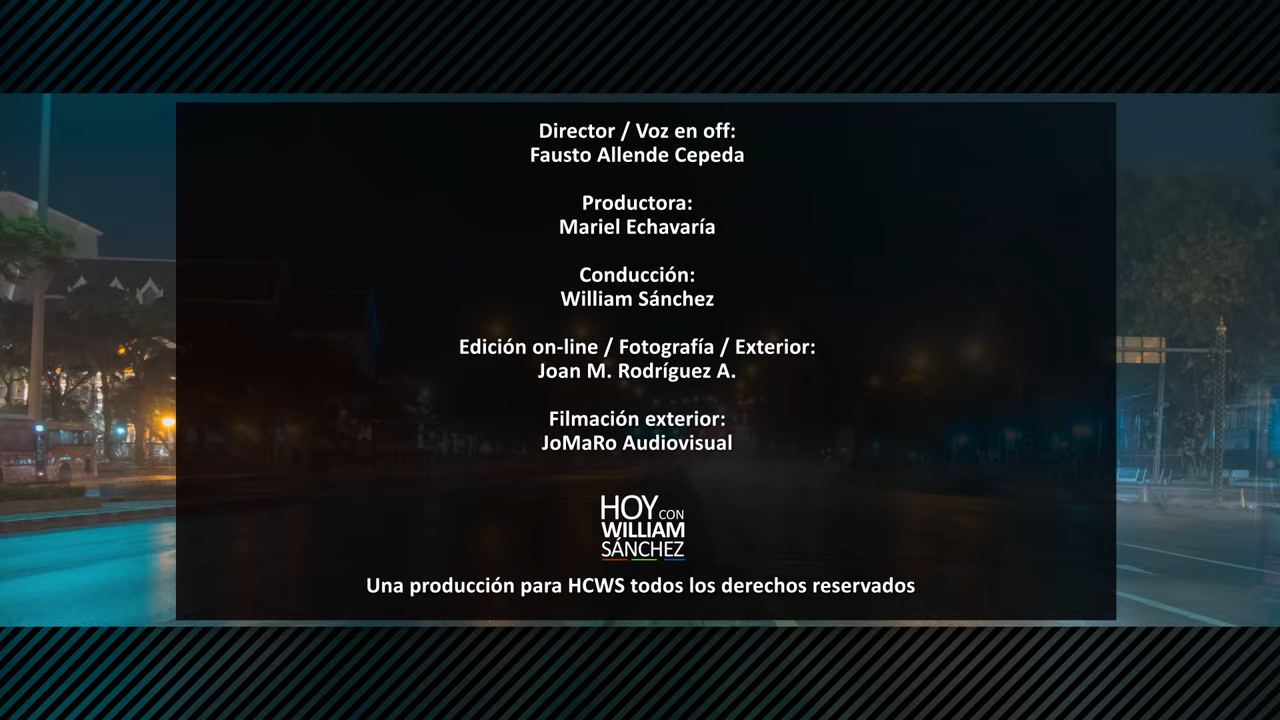 Director / Voz en off:
Fausto Allende Cepeda
Productora:
Mariel Echavaría
Conducción:
William Sánchez
Edición on-line / Fotografía / Exterior:
Joan M. Rodríguez A.
Filmación exterior:
JoMaRo Audiovisual
HOY CON
WILLIAM
SÁNCHEZ
Una producción para HCWS todos los derechos reservados